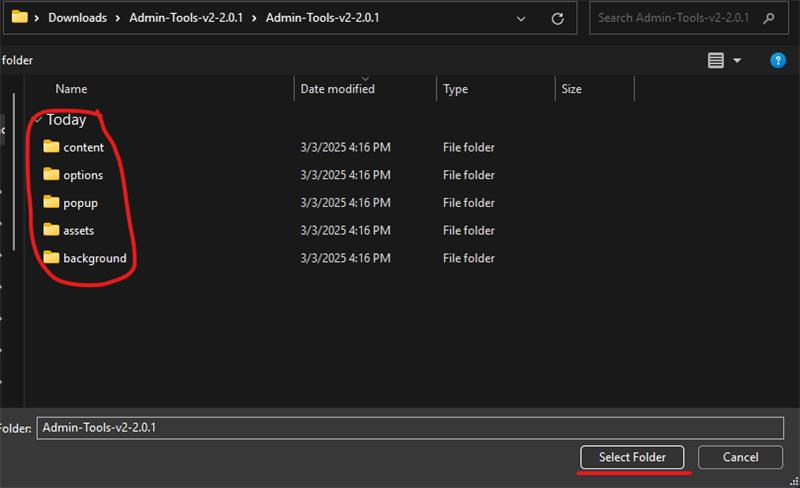 Downloads > Admin-Tools-v2-2.0.1 > Admin-Tools-v2-2.0.1
Search Admin-Tools-v2-2.0.1
folder
Name Date modified Type Size
Today
content 3/3/2025 4:16 PM File folder
options 3/3/2025 4:16 PM File folder
popup 3/3/2025 4:16 PM File folder
assets 3/3/2025 4:16 PM File folder
background 3/3/2025 4:16 PM File folder
Folder: Admin-Tools-v2-2.0.1
Select Folder Cancel